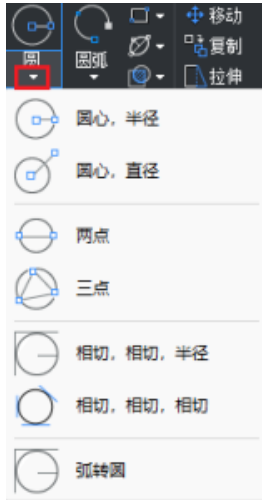 移动
复制
圆 圆弧 拉伸
圆心，半径
圆心，直径
两点
三点
相切，相切，半径
相切，相切，相切
弧转圆